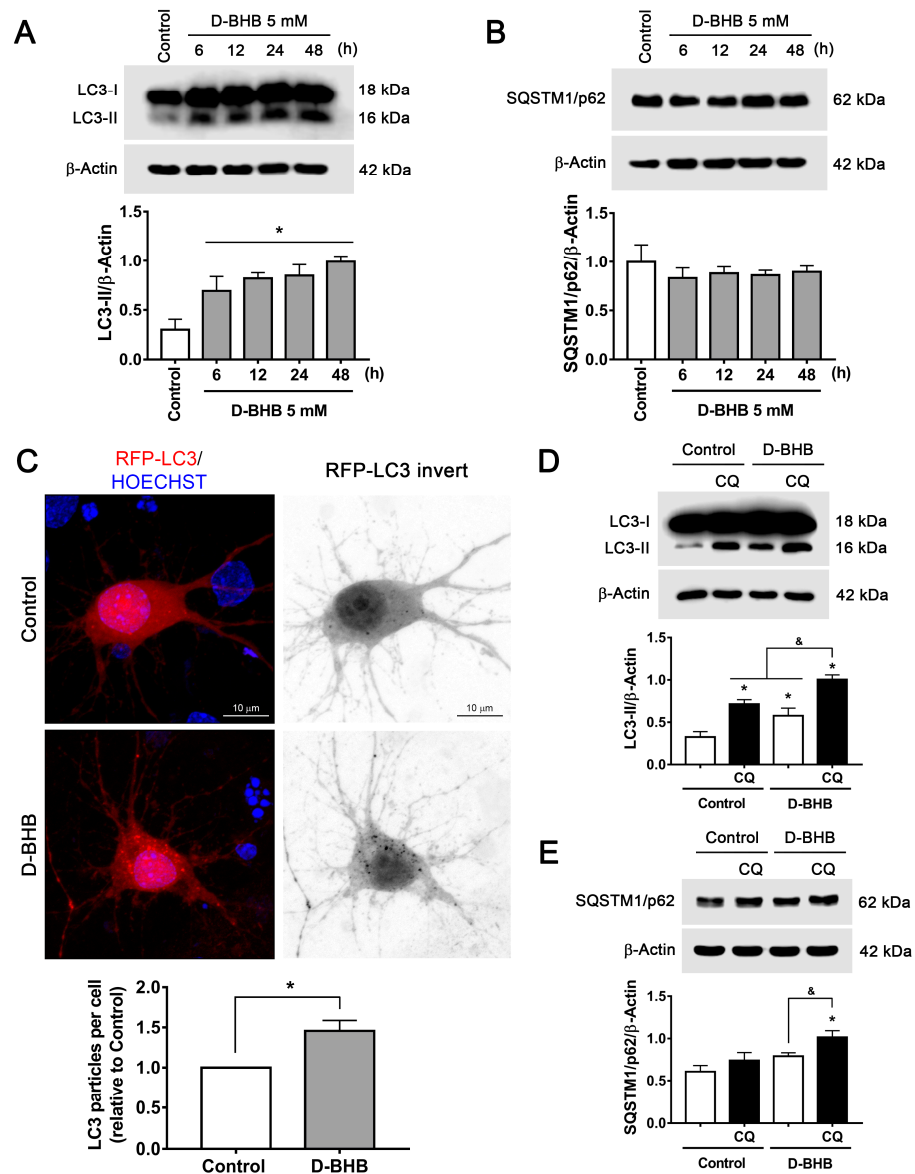 A
Control
D-BHB 5 mM
6 12 24 48 (h)
LC3-I 18 kDa
LC3-II 16 kDa
β-Actin 42 kDa
LC3-II/β-Actin
1.5
1.0
0.5
0.0
*
Control 6 12 24 48 (h)
D-BHB 5 mM
B
Control
D-BHB 5 mM
6 12 24 48 (h)
SQSTM1/p62 62 kDa
β-Actin 42 kDa
SQSTM1/p62/β-Actin
1.5
1.0
0.5
0.0
Control 6 12 24 48 (h)
D-BHB 5 mM
C
RFP-LC3/
HOECHST
RFP-LC3 invert
Control
10 μm
10 μm
D-BHB
LC3 particles per cell
(relative to Control)
2.0
1.5
1.0
0.5
0.0
*
Control D-BHB
D
Control D-BHB
CQ CQ
LC3-I 18 kDa
LC3-II 16 kDa
β-Actin 42 kDa
LC3-II/β-Actin
1.5
1.0
0.5
0.0
&
* * *
CQ CQ
Control D-BHB
E
Control D-BHB
CQ CQ
SQSTM1/p62 62 kDa
β-Actin 42 kDa
SQSTM1/p62/β-Actin
1.5
1.0
0.5
0.0
&
*
CQ CQ
Control D-BHB